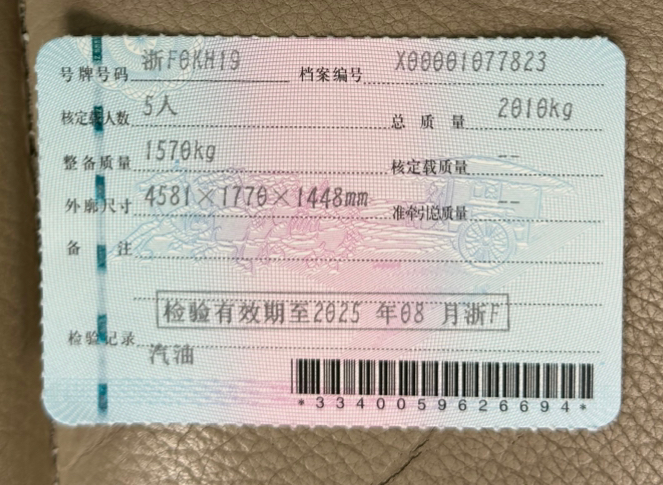 号牌号码 浙F0KH19 档案编号 X00001077823
核定载人数 5人 总质量 2010kg
整备质量 1570kg 核定载质量 --
外廓尺寸 4581×1770×1448mm 准牵引总质量 --
备注
检验有效期至2025 年08 月浙F
检验记录
汽油
*3340059626694*